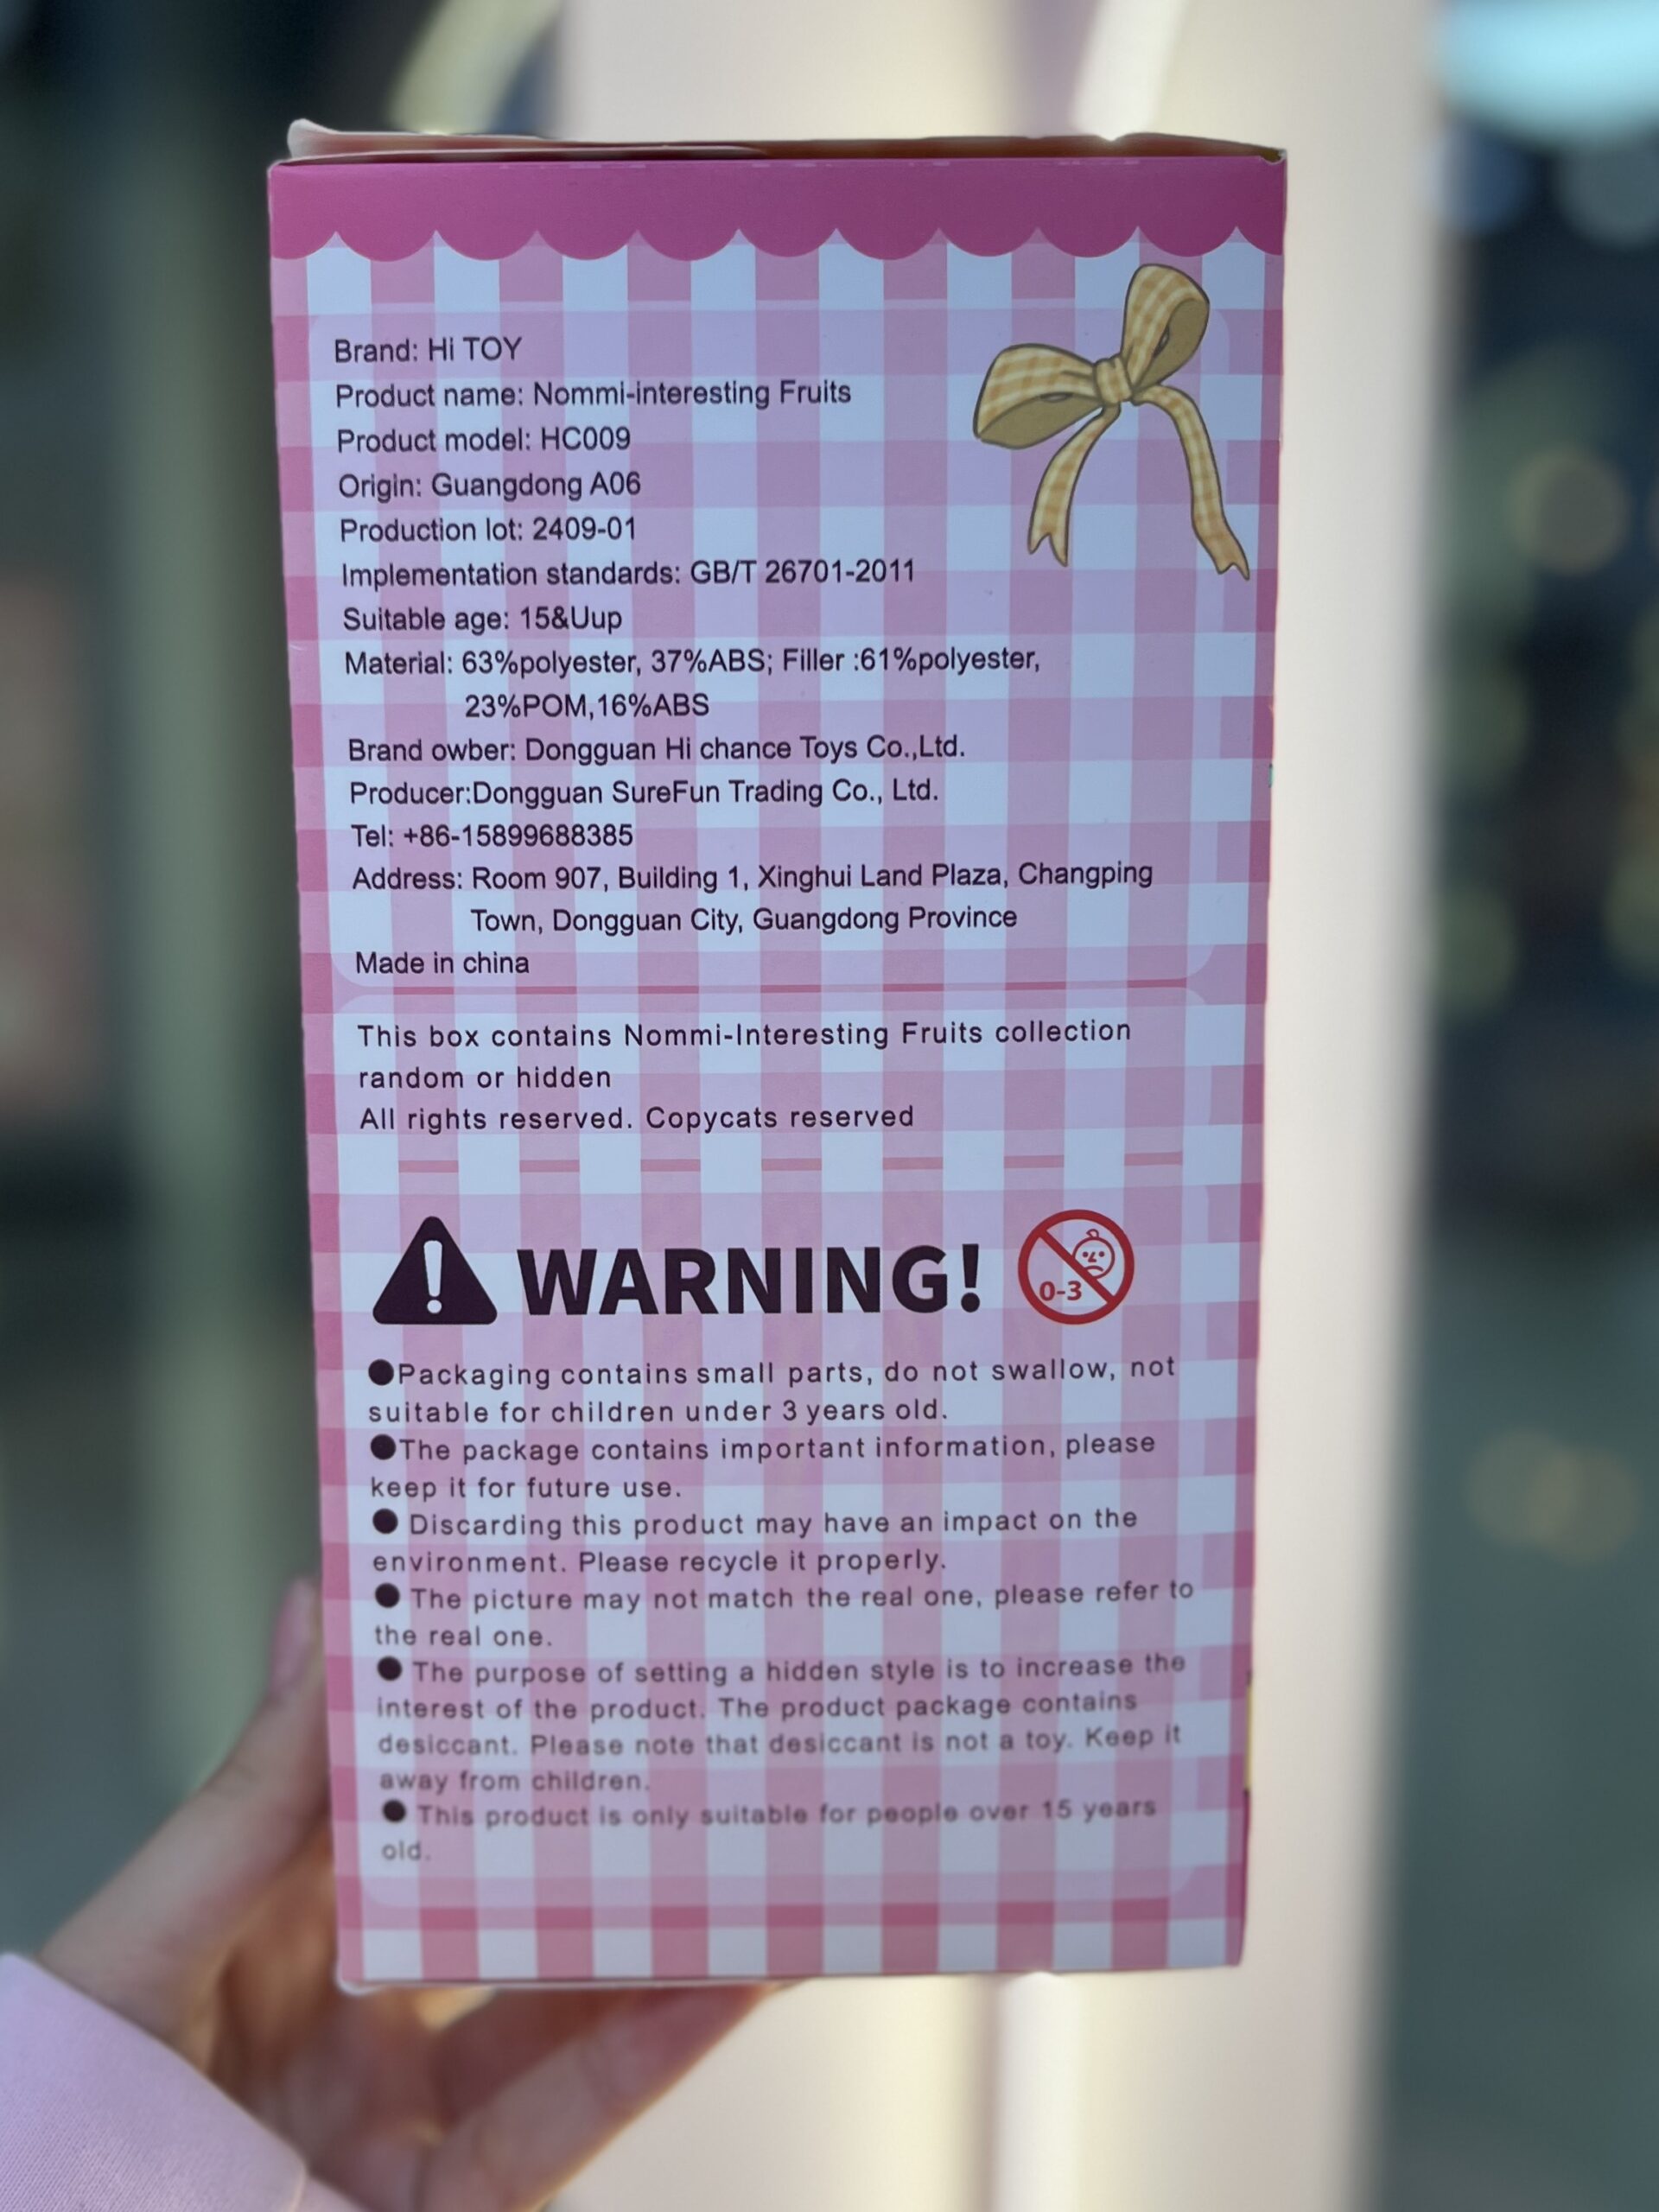 Brand: Hi TOY
Product name: Nommi-interesting Fruits
Product model: HC009
Origin: Guangdong A06
Production lot: 2409-01
Implementation standards: GB/T 26701-2011
Suitable age: 15&Uup
Material: 63%polyester, 37%ABS; Filler :61%polyester,
23%POM,16%ABS
Brand owber: Dongguan Hi chance Toys Co.,Ltd.
Producer:Dongguan SureFun Trading Co., Ltd.
Tel: +86-15899688385
Address: Room 907, Building 1, Xinghui Land Plaza, Changping
Town, Dongguan City, Guangdong Province
Made in china
This box contains Nommi-Interesting Fruits collection
random or hidden
All rights reserved. Copycats reserved
WARNING!
0-3
●Packaging contains small parts, do not swallow, not
suitable for children under 3 years old.
●The package contains important information, please
keep it for future use.
● Discarding this product may have an impact on the
environment. Please recycle it properly.
● The picture may not match the real one, please refer to
the real one.
● The purpose of setting a hidden style is to increase the
interest of the product. The product package contains
desiccant. Please note that desiccant is not a toy. Keep it
away from children.
● This product is only suitable for people over 15 years
old.